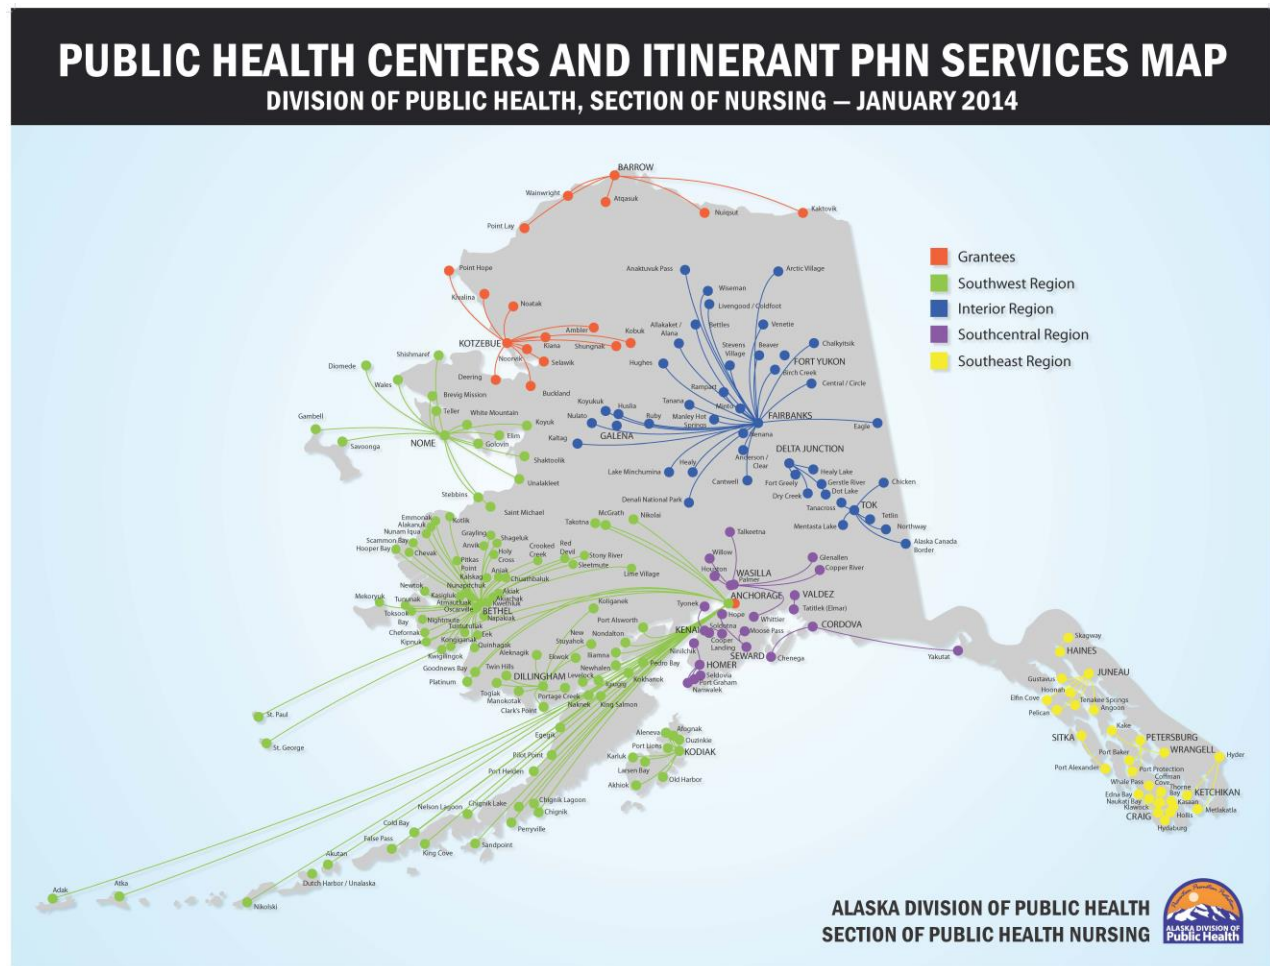 PUBLIC HEALTH CENTERS AND ITINERANT PHN SERVICES MAP
DIVISION OF PUBLIC HEALTH, SECTION OF NURSING — JANUARY 2014
BARROW
Wainwright
Atqasuk
Nuiqsut
Kaktovik
Point Lay
Point Hope
Kivalina
Noatak
Ambler
Kobuk
KOTZEBUE
Kiana
Shungnak
Noorvik
Selawik
Deering
Buckland
Grantees
Southwest Region
Interior Region
Southcentral Region
Southeast Region
Anaktuvuk Pass
Arctic Village
Wiseman
Livengood / Coldfoot
Allakaket /
Alana
Bettles
Venetie
Stevens
Village
Beaver
Chalkyitsik
Hughes
FORT YUKON
Birch Creek
Rampart
Central / Circle
Tanana
Minto
Koyukuk
Huslia
Nulato
Ruby
Manley Hot
Springs
FAIRBANKS
Eagle
Kaltag
GALENA
Nenana
DELTA JUNCTION
Anderson /
Clear
Lake Minchumina
Healy
Healy Lake
Cantwell
Fort Greely
Gerstle River
Dot Lake
Dry Creek
Chicken
Denali National Park
Tanacross
TOK
Tetlin
Mentasta Lake
Northway
Alaska Canada
Border
Shishmaref
Diomede
Wales
Brevig Mission
Teller
White Mountain
Gambell
Koyuk
NOME
Elim
Golovin
Savoonga
Shaktoolik
Unalakleet
Stebbins
Saint Michael
McGrath
Nikolai
Takotna
Emmonak
Alakanuk
Kotlik
Nunam Iqua
Scammon Bay
Hooper Bay
Chevak
Grayling
Shageluk
Anvik
Holy
Cross
Crooked
Creek
Red
Devil
Stony River
Sleetmute
Pitkas
Point
Lime Village
Kalskag
Aniak
Chuathbaluk
Newtok
Nunapitchuk
Mekoryuk
Tununak
Kasigluk
Akiak
Akiachak
Atmautluak
Kwethluk
Oscarville
Toksook
Bay
BETHEL
Nightmute
Napakiak
Tuntutuliak
Chefornak
Eek
Kipnuk
Kongiganak
Quinhagak
Kwigillingok
Goodnews Bay
Platinum
Twin Hills
Koliganek
Port Alsworth
New
Stuyahok
Nondalton
Aleknagik
Ekwok
Iliamna
Newhalen
Pedro Bay
DILLINGHAM
Levelock
Igiugig
Kokhanok
Togiak
Portage Creek
Manokotak
Naknek
King Salmon
Clark's Point
Talkeetna
Willow
Glenallen
Houston
WASILLA
Copper River
Palmer
ANCHORAGE
VALDEZ
Tyonek
Hope
Tatitlek (Elmar)
Whittier
CORDOVA
KENAI
Soldotna
Moose Pass
Cooper
Landing
SEWARD
Chenega
Yakutat
Ninilchik
HOMER
Seldovia
Port Graham
Nanwalek
St. Paul
St. George
Egegik
Pilot Point
Port Heiden
Aleneva
Afognak
Ouzinkie
Port Lions
KODIAK
Karluk
Larsen Bay
Old Harbor
Akhiok
Nelson Lagoon
Chignik Lake
Chignik Lagoon
Chignik
Perryville
Cold Bay
False Pass
King Cove
Sandpoint
Akutan
Dutch Harbor / Unalaska
Adak
Atka
Nikolski
Skagway
HAINES
JUNEAU
Gustavus
Hoonah
Elfin Cove
Tenakee Springs
Angoon
Pelican
Kake
SITKA
PETERSBURG
Port Baker
WRANGELL
Hyder
Port Alexander
Port Protection
Coffman
Cove
Whale Pass
Thorne
Bay
KETCHIKAN
Edna Bay
Naukati Bay
Kasaan
Klawock
Metlakatla
CRAIG
Hollis
Hydaburg
ALASKA DIVISION OF PUBLIC HEALTH
SECTION OF PUBLIC HEALTH NURSING
ALASKA DIVISION OF
Public Health